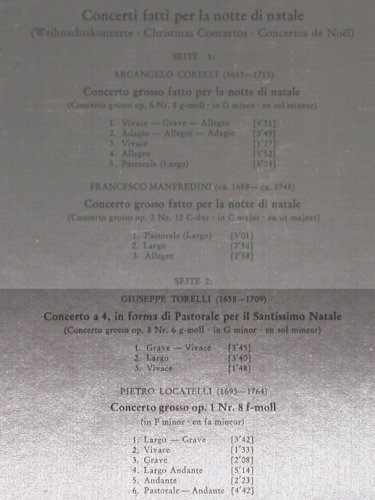 Concerti fatti per la notte di natale
(Weihnachtskonzerte · Christmas Concertos · Concertos de Noël)
SEITE 1:
ARCANGELO CORELLI (1653—1713)
Concerto grosso fatto per la notte di natale
(Concerto grosso op. 6 Nr. 8 g-moll · in G minor · en sol mineur)
1. Vivace — Grave — Allegro [4'51]
2. Adagio — Allegro — Adagio [3'49]
3. Vivace [1'37]
4. Allegro [1'52]
5. Pastorale (Largo) [5'04]
FRANCESCO MANFREDINI (ca. 1688— ca. 1748)
Concerto grosso fatto per la notte di natale
(Concerto grosso op. 3 Nr. 12 C-dur · in C major · en ut majeur)
1. Pastorale (Largo) [5'01]
2. Largo [2'59]
3. Allegro [2'58]
SEITE 2:
GIUSEPPE TORELLI (1658—1709)
Concerto a 4, in forma di Pastorale per il Santissimo Natale
(Concerto grosso op. 8 Nr. 6 g-moll · in G minor · en sol mineur)
1. Grave — Vivace [3'45]
2. Largo [3'40]
3. Vivace [1'48]
PIETRO LOCATELLI (1695—1764)
Concerto grosso op. 1 Nr. 8 f-moll
(in F minor · en fa mineur)
1. Largo — Grave [3'42]
2. Vivace [1'33]
3. Grave [2'08]
4. Largo Andante [5'14]
5. Andante [2'23]
6. Pastorale—Andante [4'42]